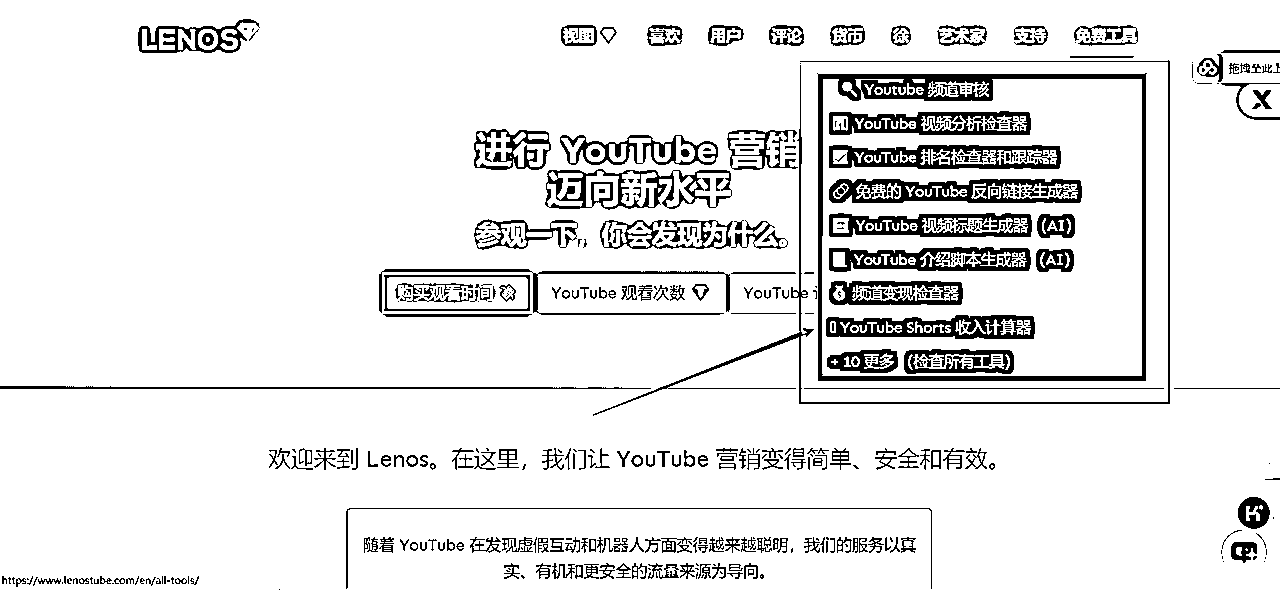 LENOS
视图 喜欢 用户 评论 货币 徐 艺术家 支持 免费工具
拖拽至此上
X
Youtube 频道审核
YouTube 视频分析检查器
YouTube 排名检查器和跟踪器
免费的 YouTube 反向链接生成器
YouTube 视频标题生成器 (AI)
YouTube 介绍脚本生成器 (AI)
频道变现检查器
YouTube Shorts 收入计算器
+ 10 更多 (检查所有工具)
进行 YouTube 营销
迈向新水平
参观一下,, 你会发现为什么。
购买观看时间 YouTube 观看次数 YouTube
欢迎来到 Lenos。在这里，我们让 YouTube 营销变得简单、安全和有效。
随着 YouTube 在发现虚假互动和机器人方面变得越来越聪明，我们的服务以真
实、有机和更安全的流量来源为导向。
https://www.lenostube.com/en/all-tools/